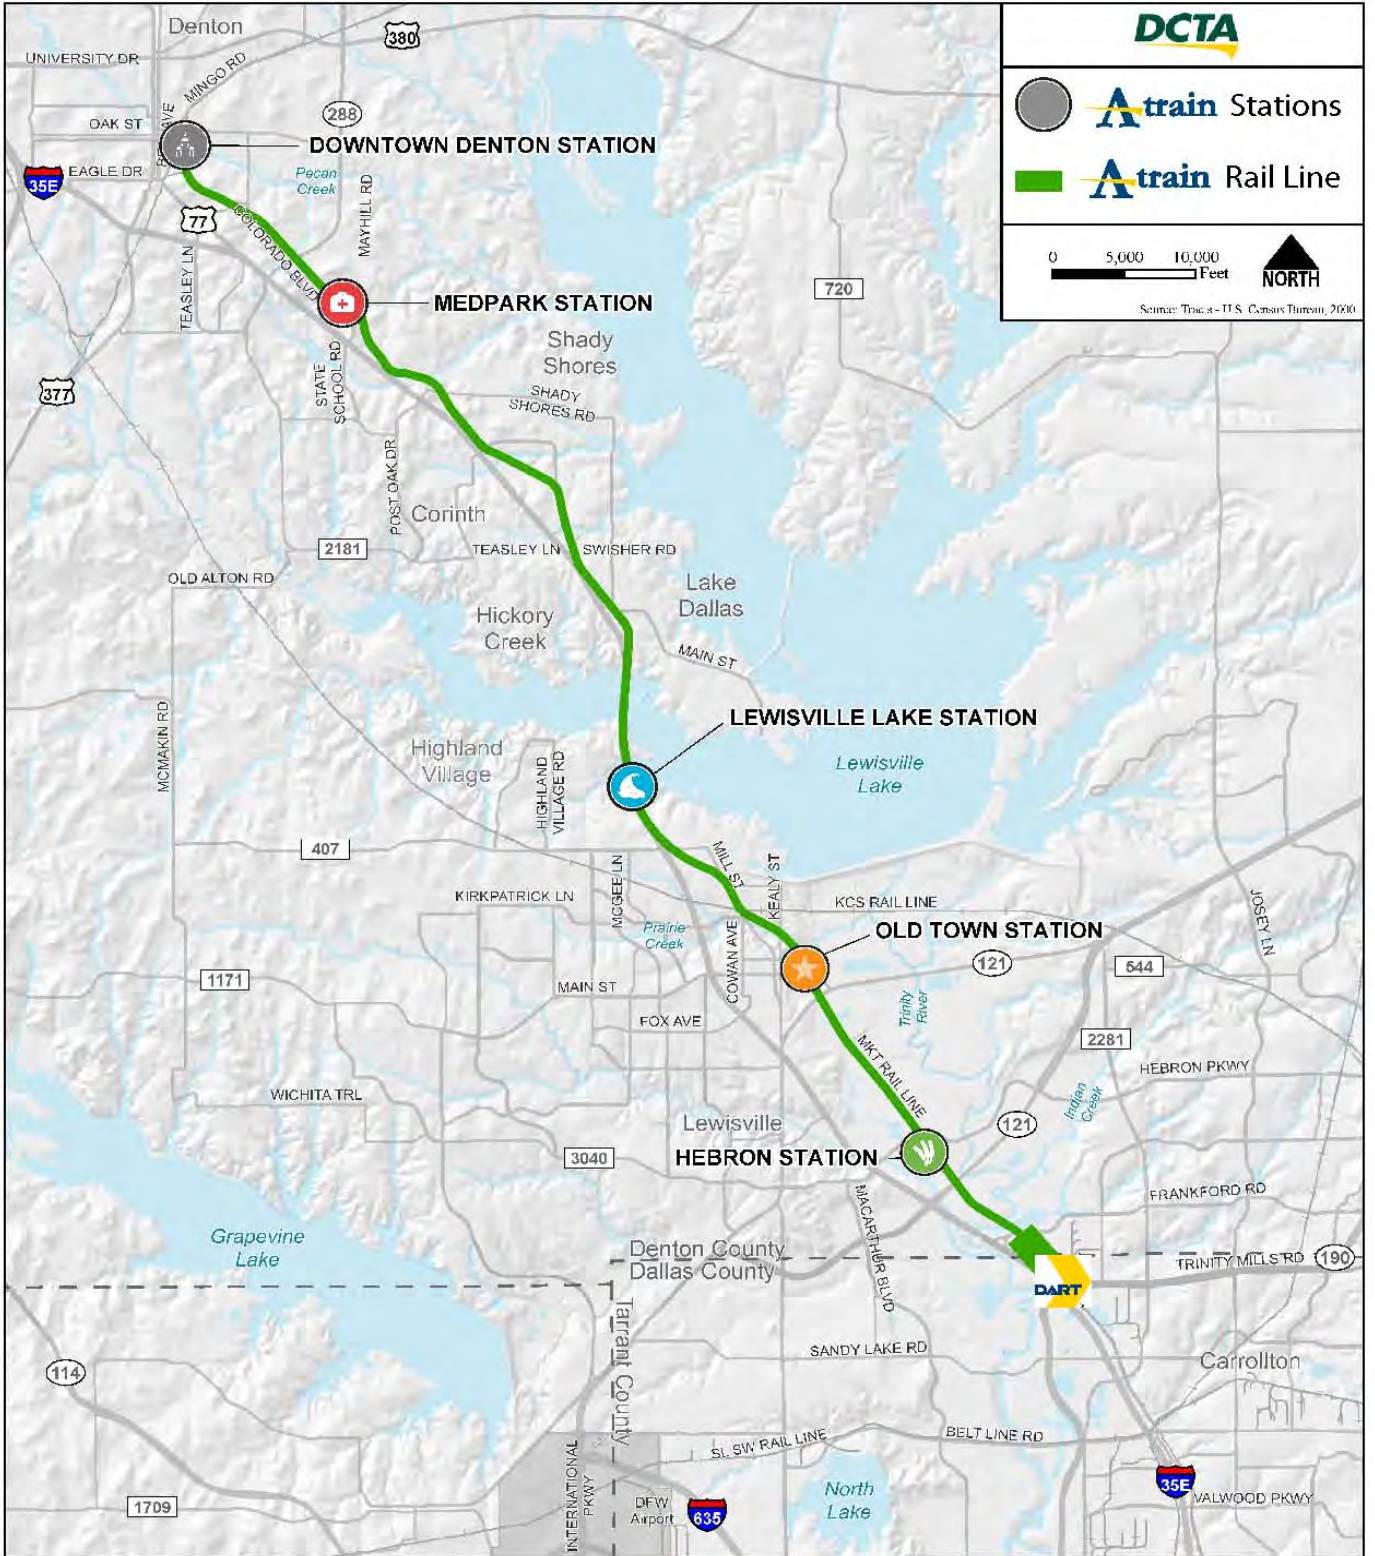 Denton
380
UNIVERSITY DR
MINGO RD
DCTA
A train Stations
A train Rail Line
0 5,000 10,000
Feet
NORTH
Source: Tracts - U.S. Census Bureau, 2000
288
OAK ST
AVE
DOWNTOWN DENTON STATION
EAGLE DR
35E
Pecan
Creek
MAYHILL RD
77
COLORADO BLVD
TEASLEY LN
720
MEDPARK STATION
Shady
Shores
STATE
SCHOOL RD
377
SHADY
SHORES RD
POST OAK DR
Corinth
2181
TEASLEY LN
SWISHER RD
OLD ALTON RD
Lake
Dallas
Hickory
Creek
MAIN ST
MCMAKIN RD
LEWISVILLE LAKE STATION
Highland
Village
HIGHLAND
VILLAGE RD
Lewisville
Lake
407
MCGEE LN
MILL ST
KEALY ST
KIRKPATRICK LN
KCS RAIL LINE
JOSEY LN
Prairie
Creek
COWAN AVE
OLD TOWN STATION
121
544
1171
MAIN ST
Trinity
River
FOX AVE
MKT RAIL LINE
2281
HEBRON PKWY
WICHITA TRL
Indian
Creek
Lewisville
121
3040
HEBRON STATION
MACARTHUR BLVD
FRANKFORD RD
Grapevine
Lake
Denton County
Dallas County
TRINITY MILLS RD
190
DART
Tarrant County
SANDY LAKE RD
Carrollton
114
SL SW RAIL LINE
BELT LINE RD
INTERNATIONAL
PKWY
North
Lake
35E
1709
DFW
Airport
635
VALWOOD PKWY